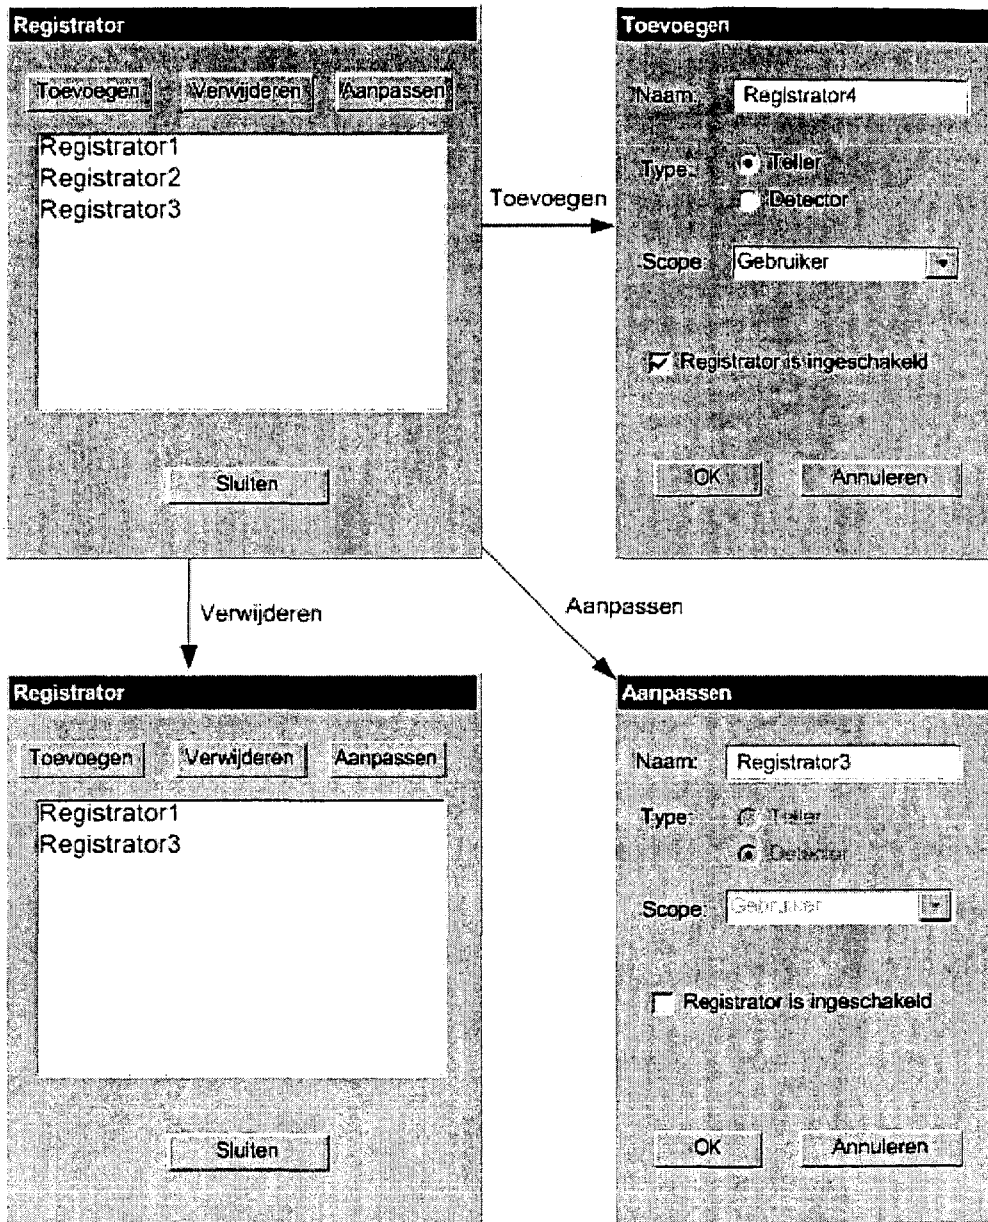 Registrator
Toevoegen Verwijderen Aanpassen
Registrator1
Registrator2
Registrator3
Sluiten
Toevoegen
Toevoegen
Naam: Registrator4
Type: Teller
Detector
Scope: Gebruiker
Registrator is ingeschakeld
OK Annuleren
Verwijderen
Aanpassen
Registrator
Toevoegen Verwijderen Aanpassen
Registrator1
Registrator3
Sluiten
Aanpassen
Naam: Registrator3
Type: Teller
Detector
Scope: Gebruiker
Registrator is ingeschakeld
OK Annuleren